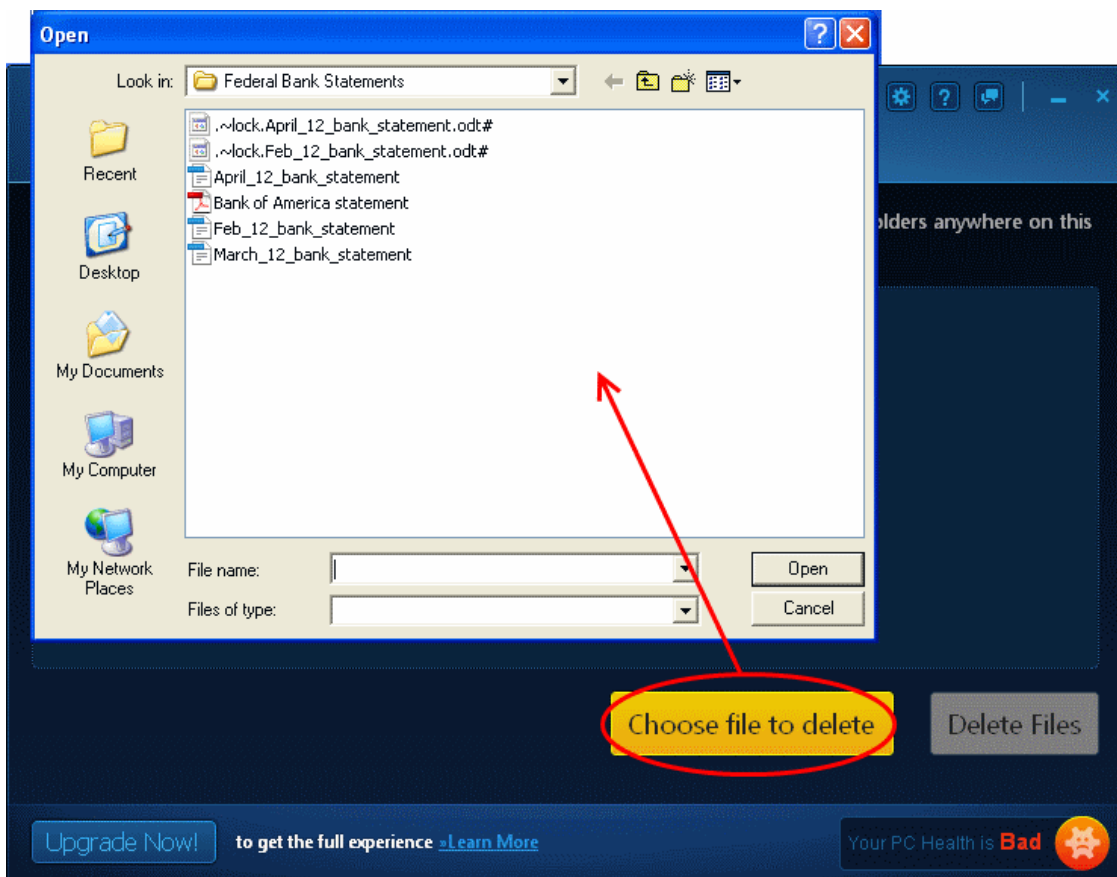 Open
Look in: Federal Bank Statements
.~lock.April_12_bank_statement.odt#
.~lock.Feb_12_bank_statement.odt#
April_12_bank_statement
Bank of America statement
Feb_12_bank_statement
March_12_bank_statement
Recent
Desktop
My Documents
My Computer
My Network
Places
File name:
Open
Files of type:
Cancel
olders anywhere on this
Choose file to delete
Delete Files
Upgrade Now!
to get the full experience »Learn More
Your PC Health is Bad